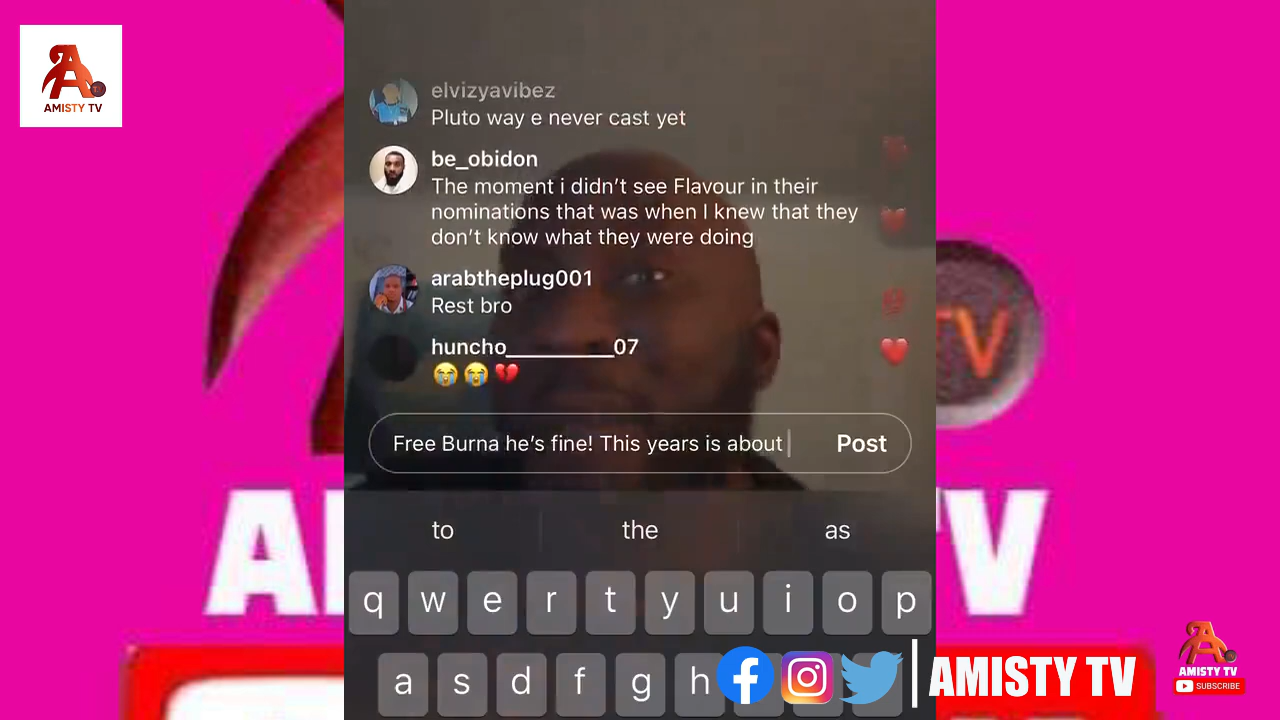 AMISTY TV
elvizyavibez
Pluto way e never cast yet
be_obidon
The moment i didn't see Flavour in their
nominations that was when I knew that they
don't know what they were doing
arabtheplug001
Rest bro
huncho__________07
😭😭💔
Free Burna he's fine! This years is about
Post
to the as
q w e r t y u i o p
a s d f g h
AMISTY TV
AMISTY TV
SUBSCRIBE
TV